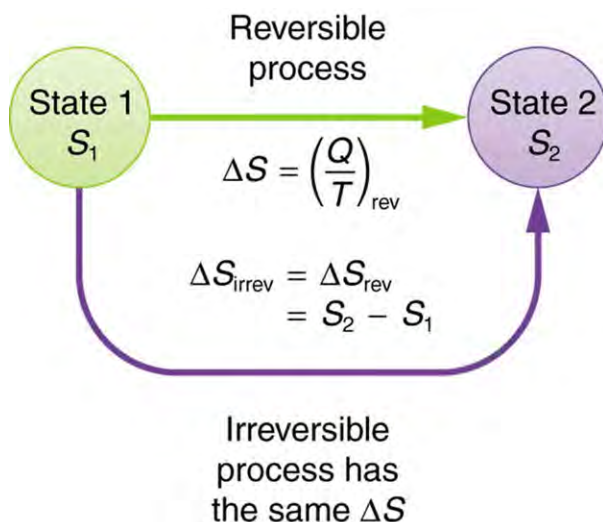 Reversible
process
State 1
S₁
State 2
S₂
ΔS = (Q/T)rev
ΔSirrev = ΔSrev
= S₂ − S₁
Irreversible
process has
the same ΔS